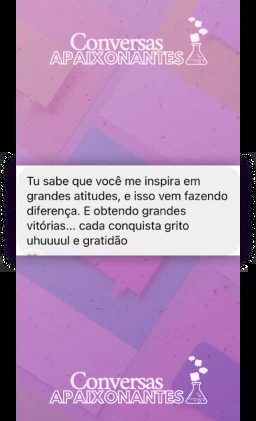 Conversas
APAIXONANTES
Tu sabe que você me inspira em
grandes atitudes, e isso vem fazendo
diferença. E obtendo grandes
vitórias... cada conquista grito
uhuuuul e gratidão
Conversas
APAIXONANTES